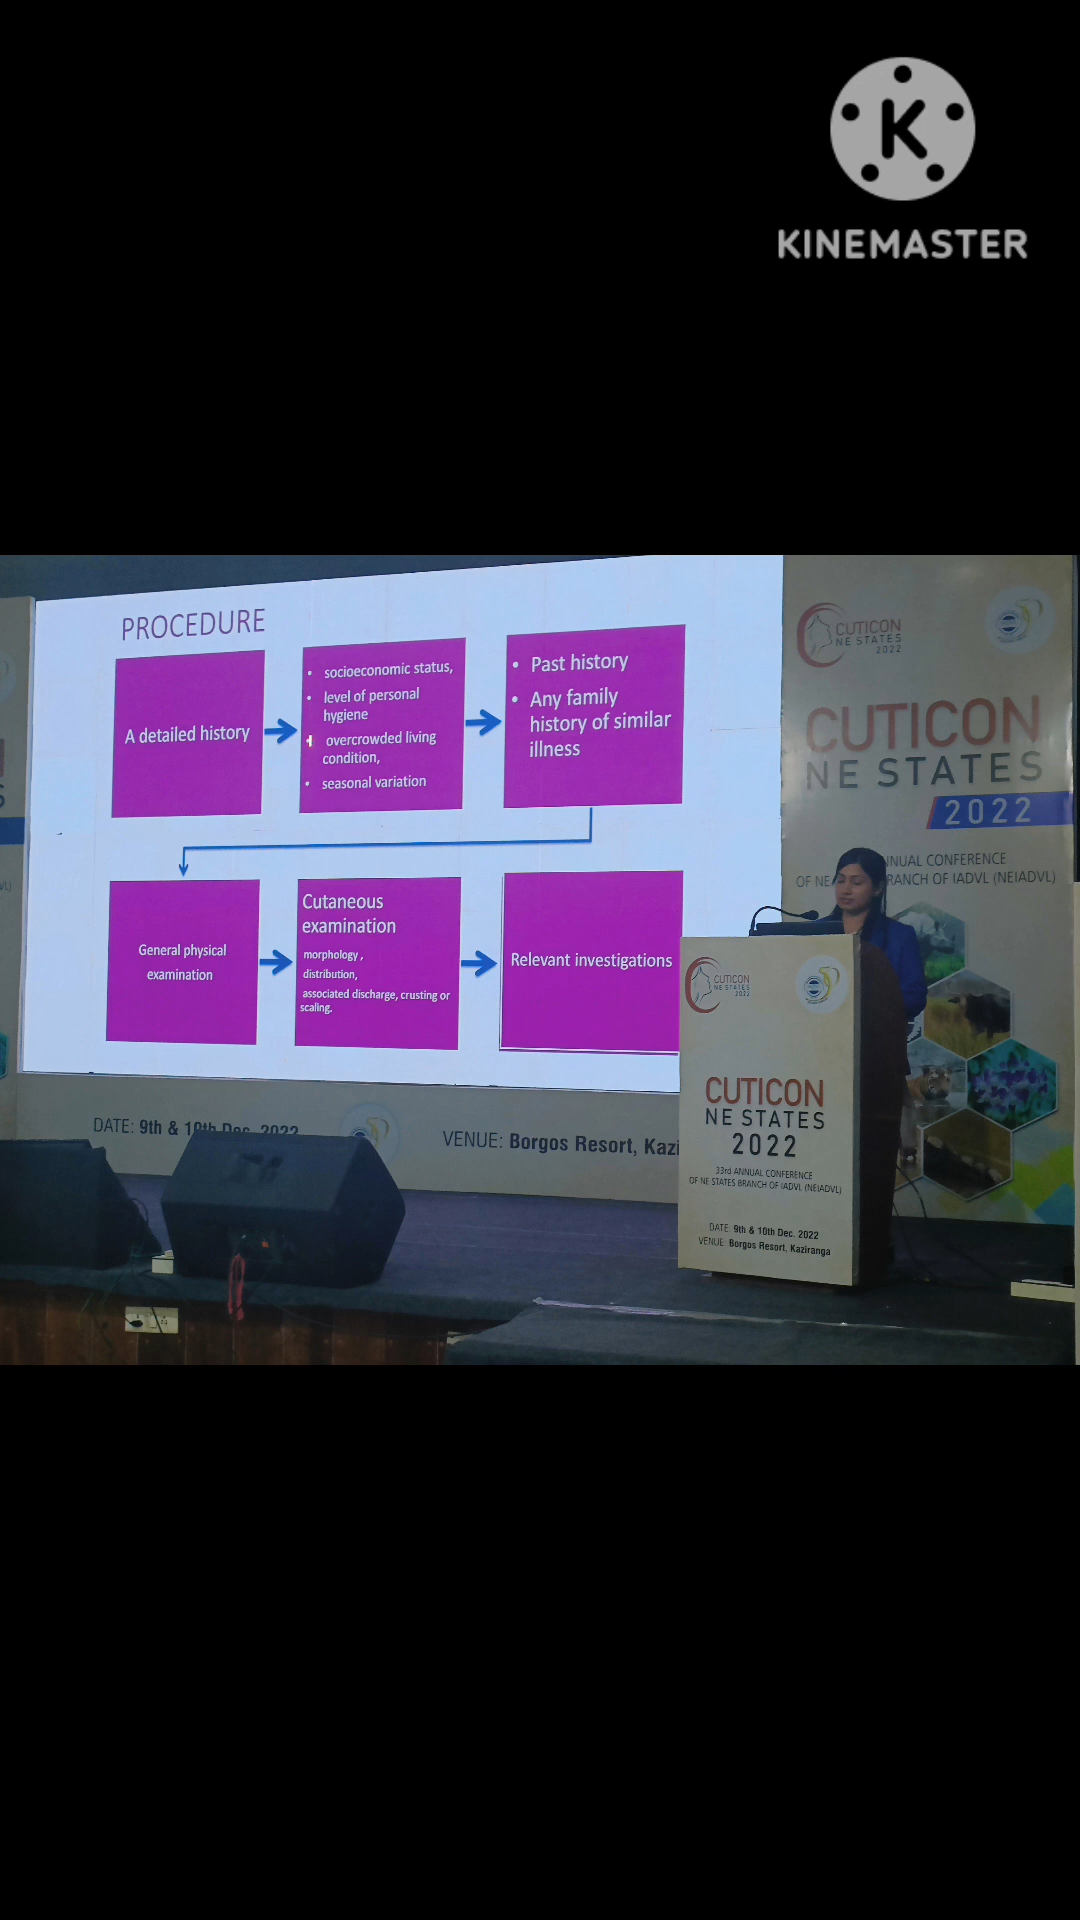 K
KINEMASTER
PROCEDURE
A detailed history
• socioeconomic status,
• level of personal
hygiene
overcrowded living
condition,
• seasonal variation
• Past history
• Any family
history of similar
illness
General physical
examination
Cutaneous
examination
morphology ,
distribution,
associated discharge, crusting or
scaling.
Relevant investigations
CUTICON
NE STATES
2022
CUTICON
NE STATES
2022
NNUAL CONFERENCE
OF NE RANCH OF IADVL (NEIADVL)
DATE: 9th & 10th Dec. 2022
VENUE: Borgos Resort, Kazi
CUTICON
NE STATES
2022
CUTICON
NE STATES
2022
33rd ANNUAL CONFERENCE
OF NE STATES BRANCH OF IADVL (NEIADVL)
DATE 9th & 10th Dec. 2022
VENUE: Borgos Resort, Kaziranga